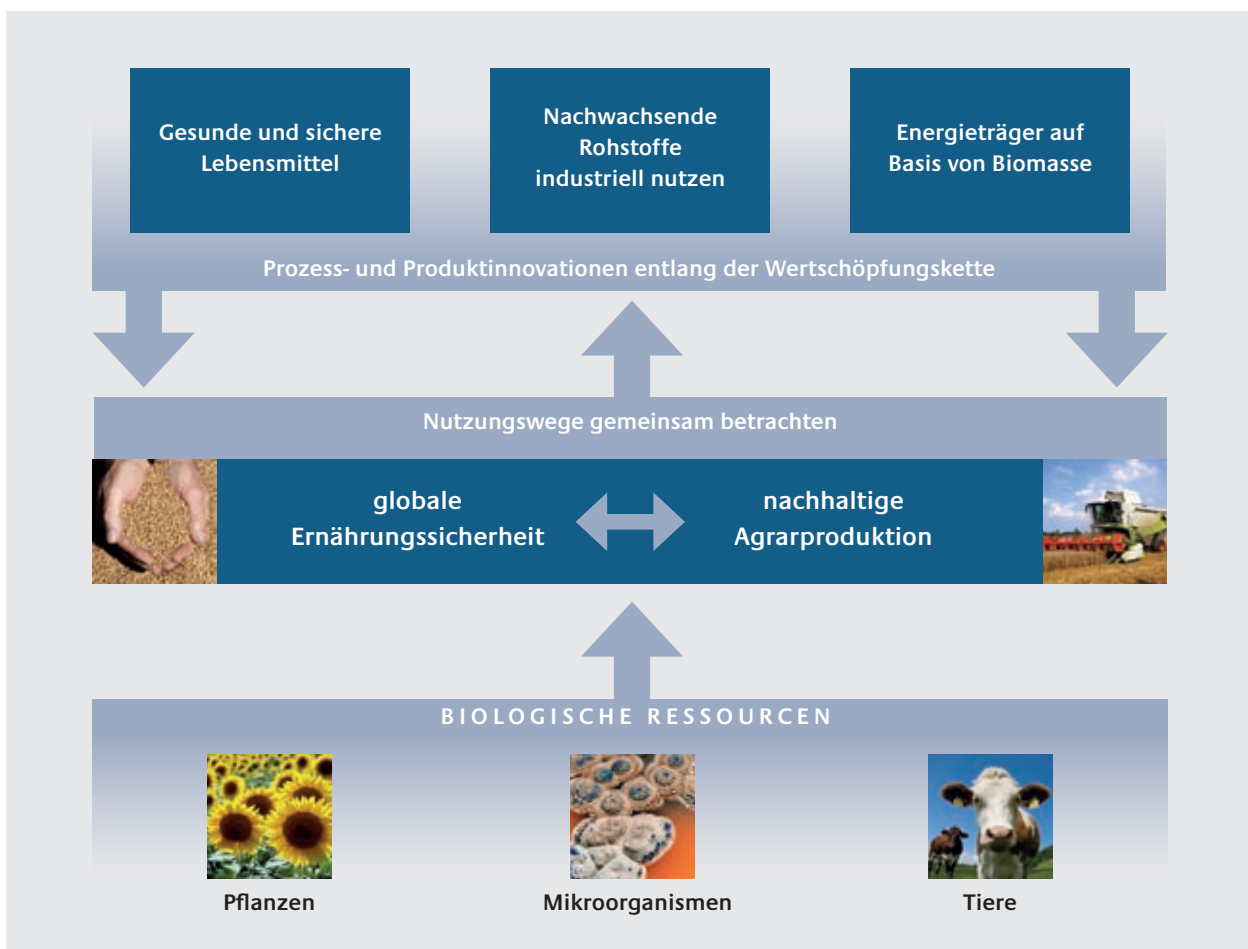 Gesunde und sichere
Lebensmittel
Nachwachsende
Rohstoffe
industriell nutzen
Energieträger auf
Basis von Biomasse
Prozess- und Produktinnovationen entlang der Wertschöpfungskette
Nutzungswege gemeinsam betrachten
globale
Ernährungssicherheit
nachhaltige
Agrarproduktion
BIOLOGISCHE RESSOURCEN
Pflanzen
Mikroorganismen
Tiere